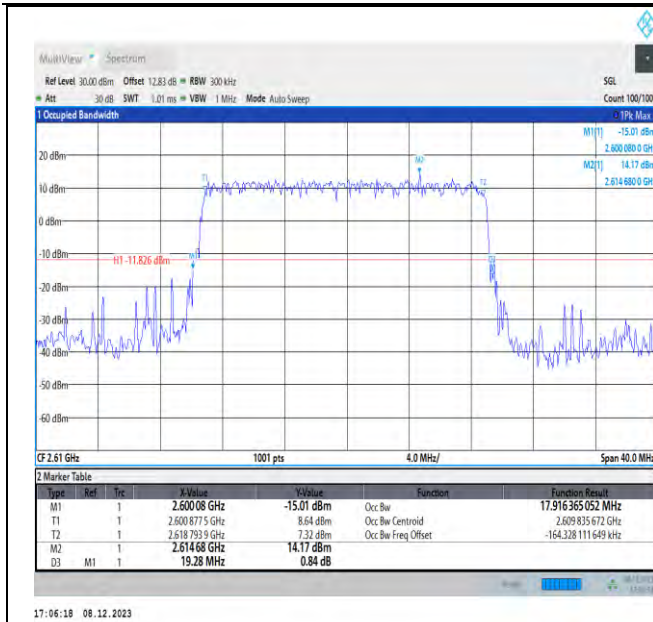 MultiView Spectrum
Ref Level 30.00 dBm Offset 12.83 dB RBW 300 kHz SGL
Att 30 dB SWT 1.01 ms VBW 1 MHz Mode Auto Sweep Count 100/100
1 Occupied Bandwidth 1Pk Max
M1[1] -15.01 dBm
2.600 080 0 GH
M2[1] 14.17 dBm
2.614 680 0 GH
M2
T1
T2
20 dBm
10 dBm
0 dBm
-10 dBm
H1 -11.826 dBm
M1
D3
-20 dBm
-30 dBm
-40 dBm
-50 dBm
-60 dBm
CF 2.61 GHz 1001 pts 4.0 MHz/ Span 40.0 MHz
2 Marker Table
Type Ref Trc X-Value Y-Value Function Function Result
M1 1 2.600 08 GHz -15.01 dBm Occ Bw 17.916 365 052 MHz
T1 1 2.600 877 5 GHz 8.64 dBm Occ Bw Centroid 2.609 835 672 GHz
T2 1 2.618 793 9 GHz 7.32 dBm Occ Bw Freq Offset -164.328 111 649 kHz
M2 1 2.614 68 GHz 14.17 dBm
D3 M1 1 19.28 MHz 0.84 dB
17:06:18 08.12.2023